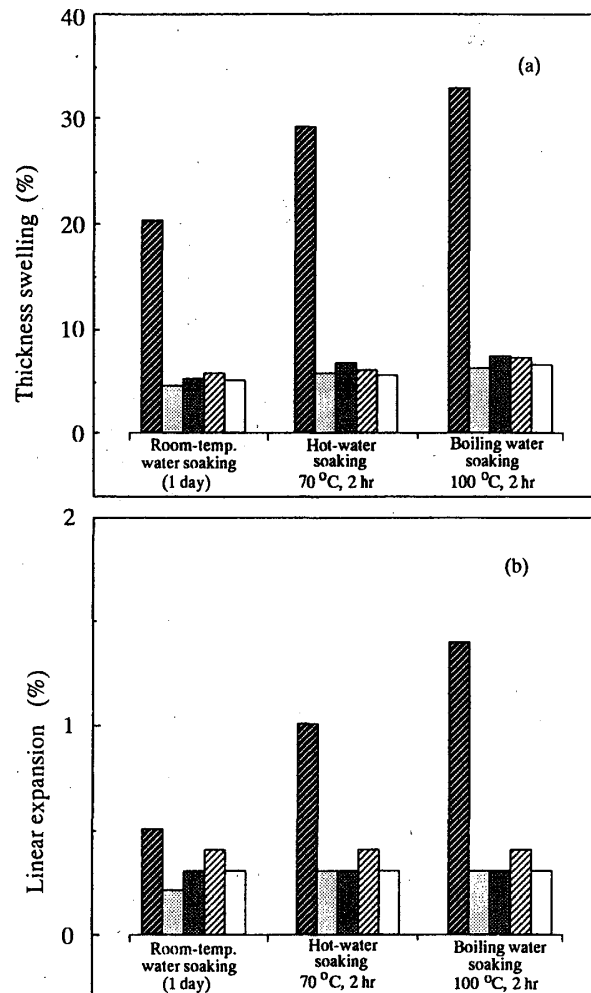 40
(a)
30
20
10
0
Thickness swelling (%)
Room-temp.
water soaking
(1 day)
Hot-water
soaking
70 °C, 2 hr
Boiling water
soaking
100 °C, 2 hr
2
(b)
1
0
Linear expansion (%)
Room-temp.
water soaking
(1 day)
Hot-water
soaking
70 °C, 2 hr
Boiling water
soaking
100 °C, 2 hr